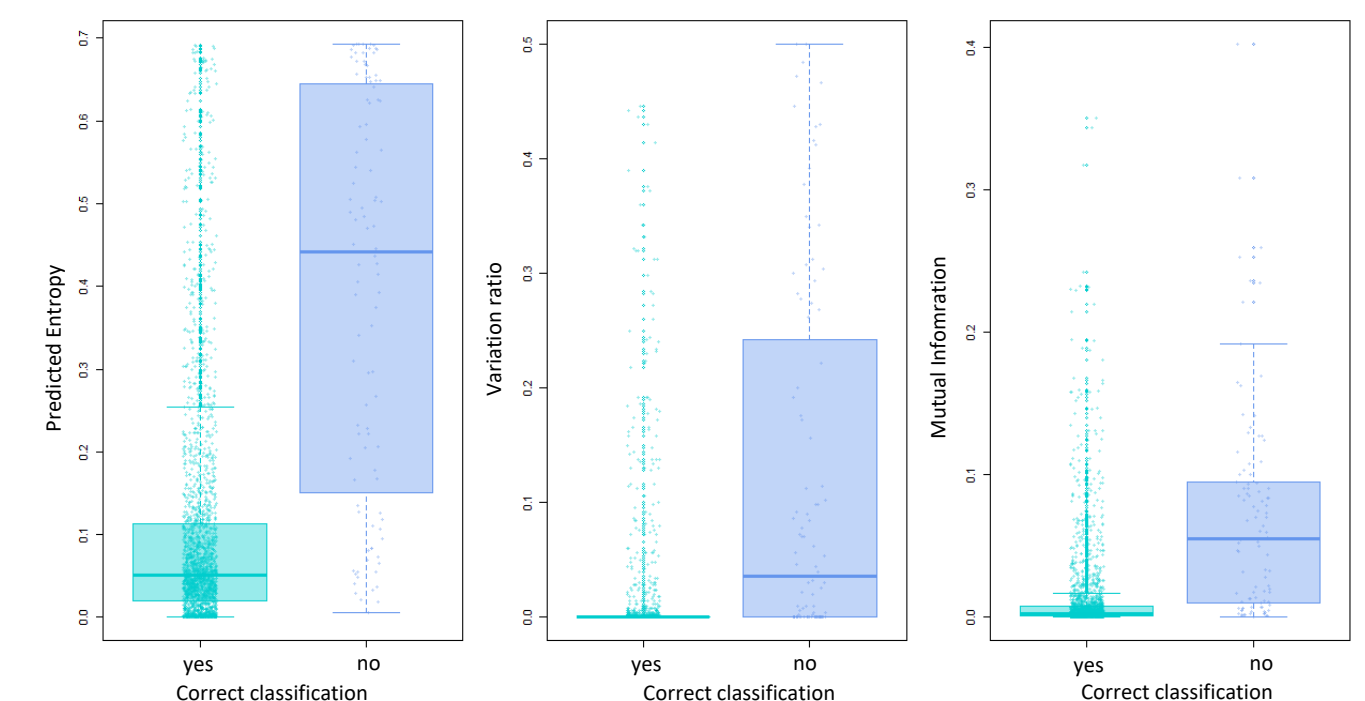 Predicted Entropy
0.7
0.6
0.5
0.4
0.3
0.2
0.1
0.0
yes no
Correct classification
Variation ratio
0.5
0.4
0.3
0.2
0.1
0.0
yes no
Correct classification
Mutual Infomration
0.4
0.3
0.2
0.1
0.0
yes no
Correct classification